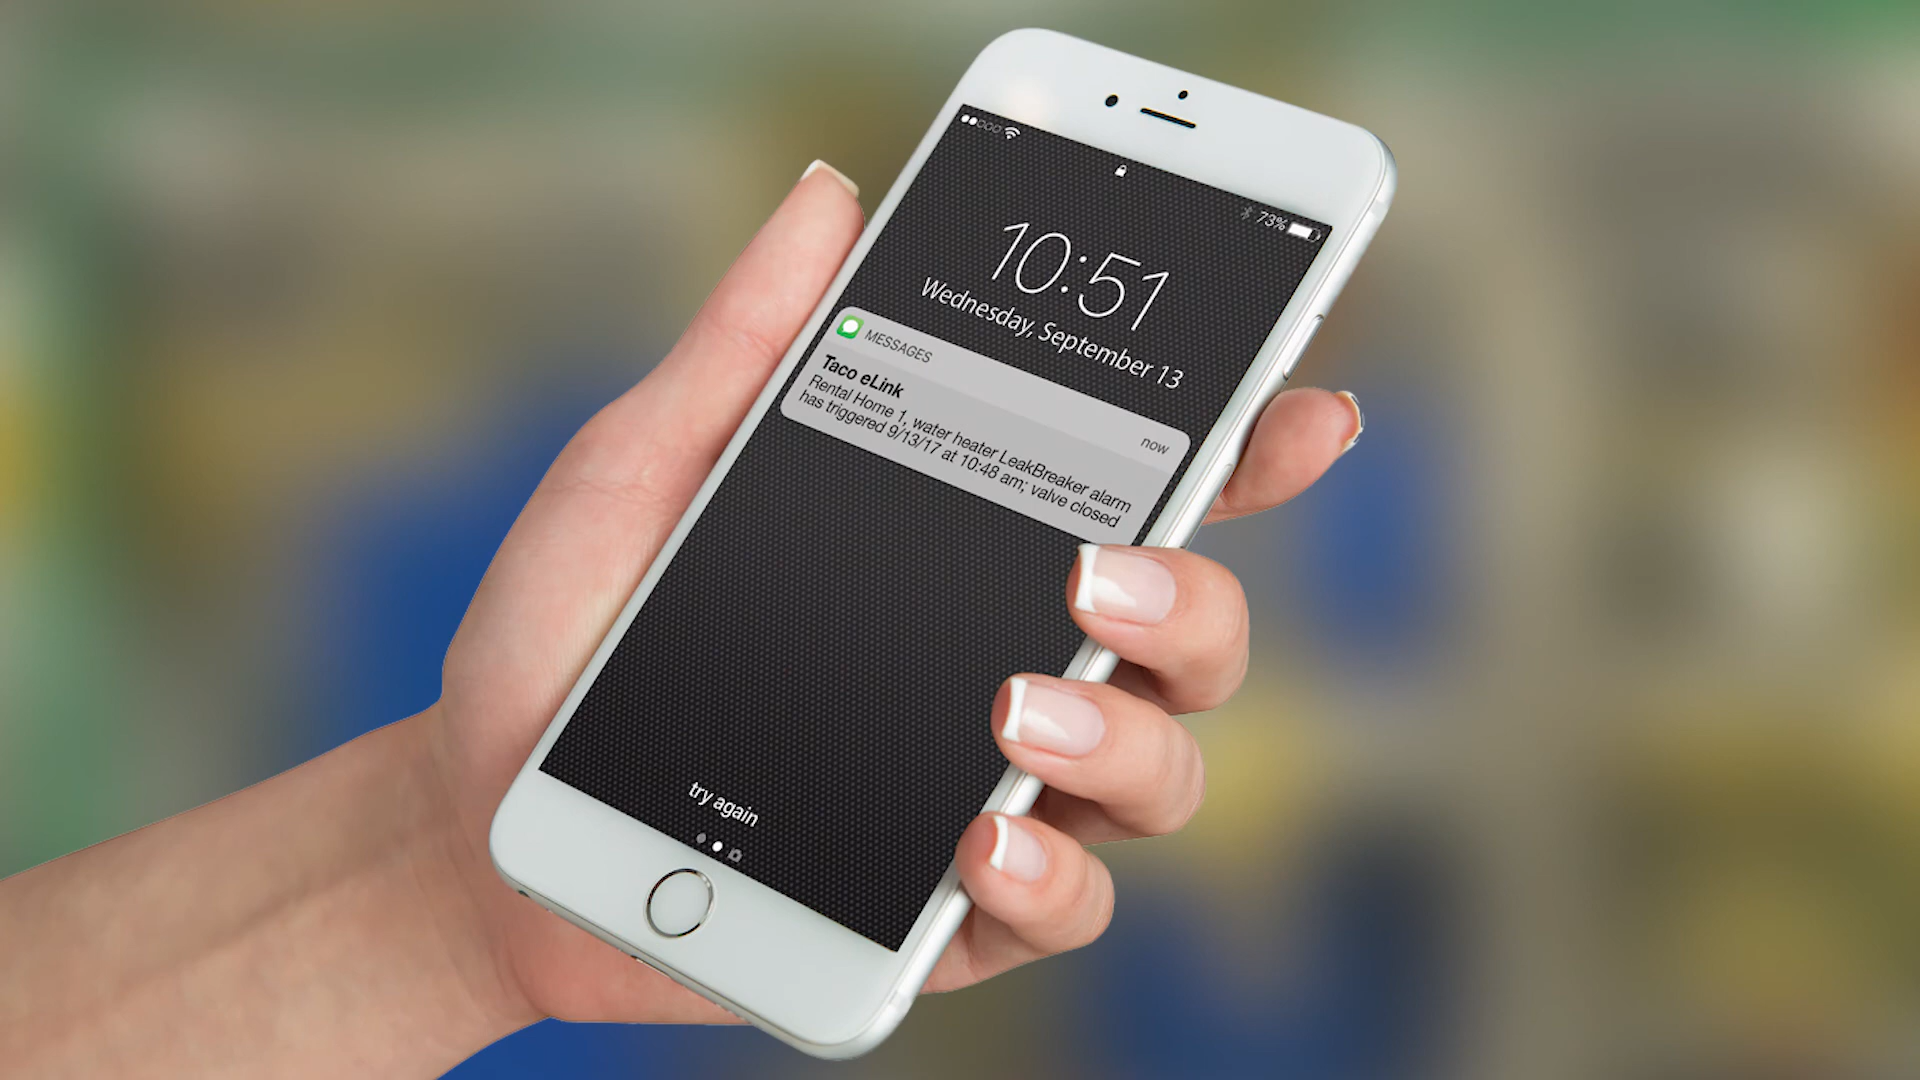 73%
10:51
Wednesday, September 13
MESSAGES
now
Taco eLink
Rental Home 1, water heater LeakBreaker alarm
has triggered 9/13/17 at 10:48 am; valve closed
try again